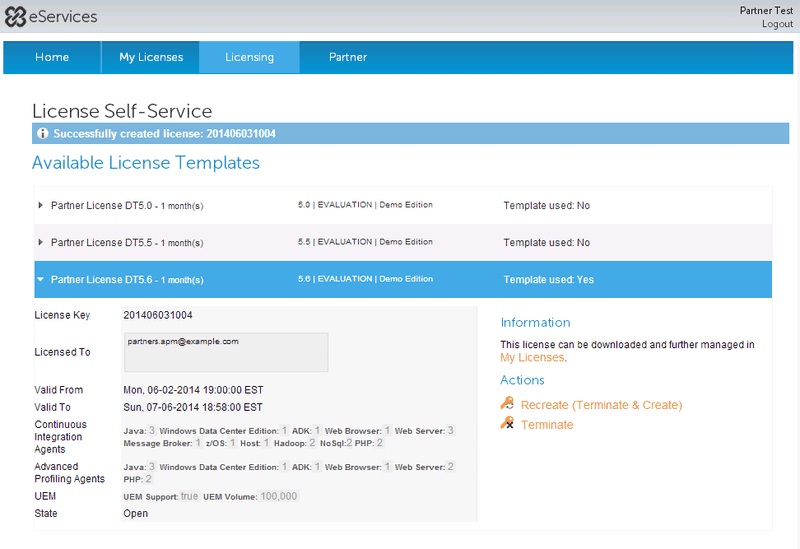 eServices
Partner Test
Logout
Home My Licenses Licensing Partner
License Self-Service
Successfully created license: 201406031004
Available License Templates
Partner License DT5.0 - 1 month(s) 5.0 | EVALUATION | Demo Edition Template used: No
Partner License DT5.5 - 1 month(s) 5.5 | EVALUATION | Demo Edition Template used: No
Partner License DT5.6 - 1 month(s) 5.6 | EVALUATION | Demo Edition Template used: Yes
License Key 201406031004
Licensed To partners.apm@example.com
Valid From Mon, 06-02-2014 19:00:00 EST
Valid To Sun, 07-06-2014 18:58:00 EST
Continuous
Integration
Agents
Java: 3 Windows Data Center Edition: 1 ADK: 1 Web Browser: 1 Web Server: 3
Message Broker: 1 z/OS: 1 Host: 1 Hadoop: 2 NoSql:2 PHP: 2
Advanced
Profiling Agents
Java: 3 Windows Data Center Edition: 1 ADK: 1 Web Browser: 1 Web Server: 2
PHP: 2
UEM UEM Support: true UEM Volume: 100,000
State Open
Information
This license can be downloaded and further managed in
My Licenses.
Actions
Recreate (Terminate & Create)
Terminate